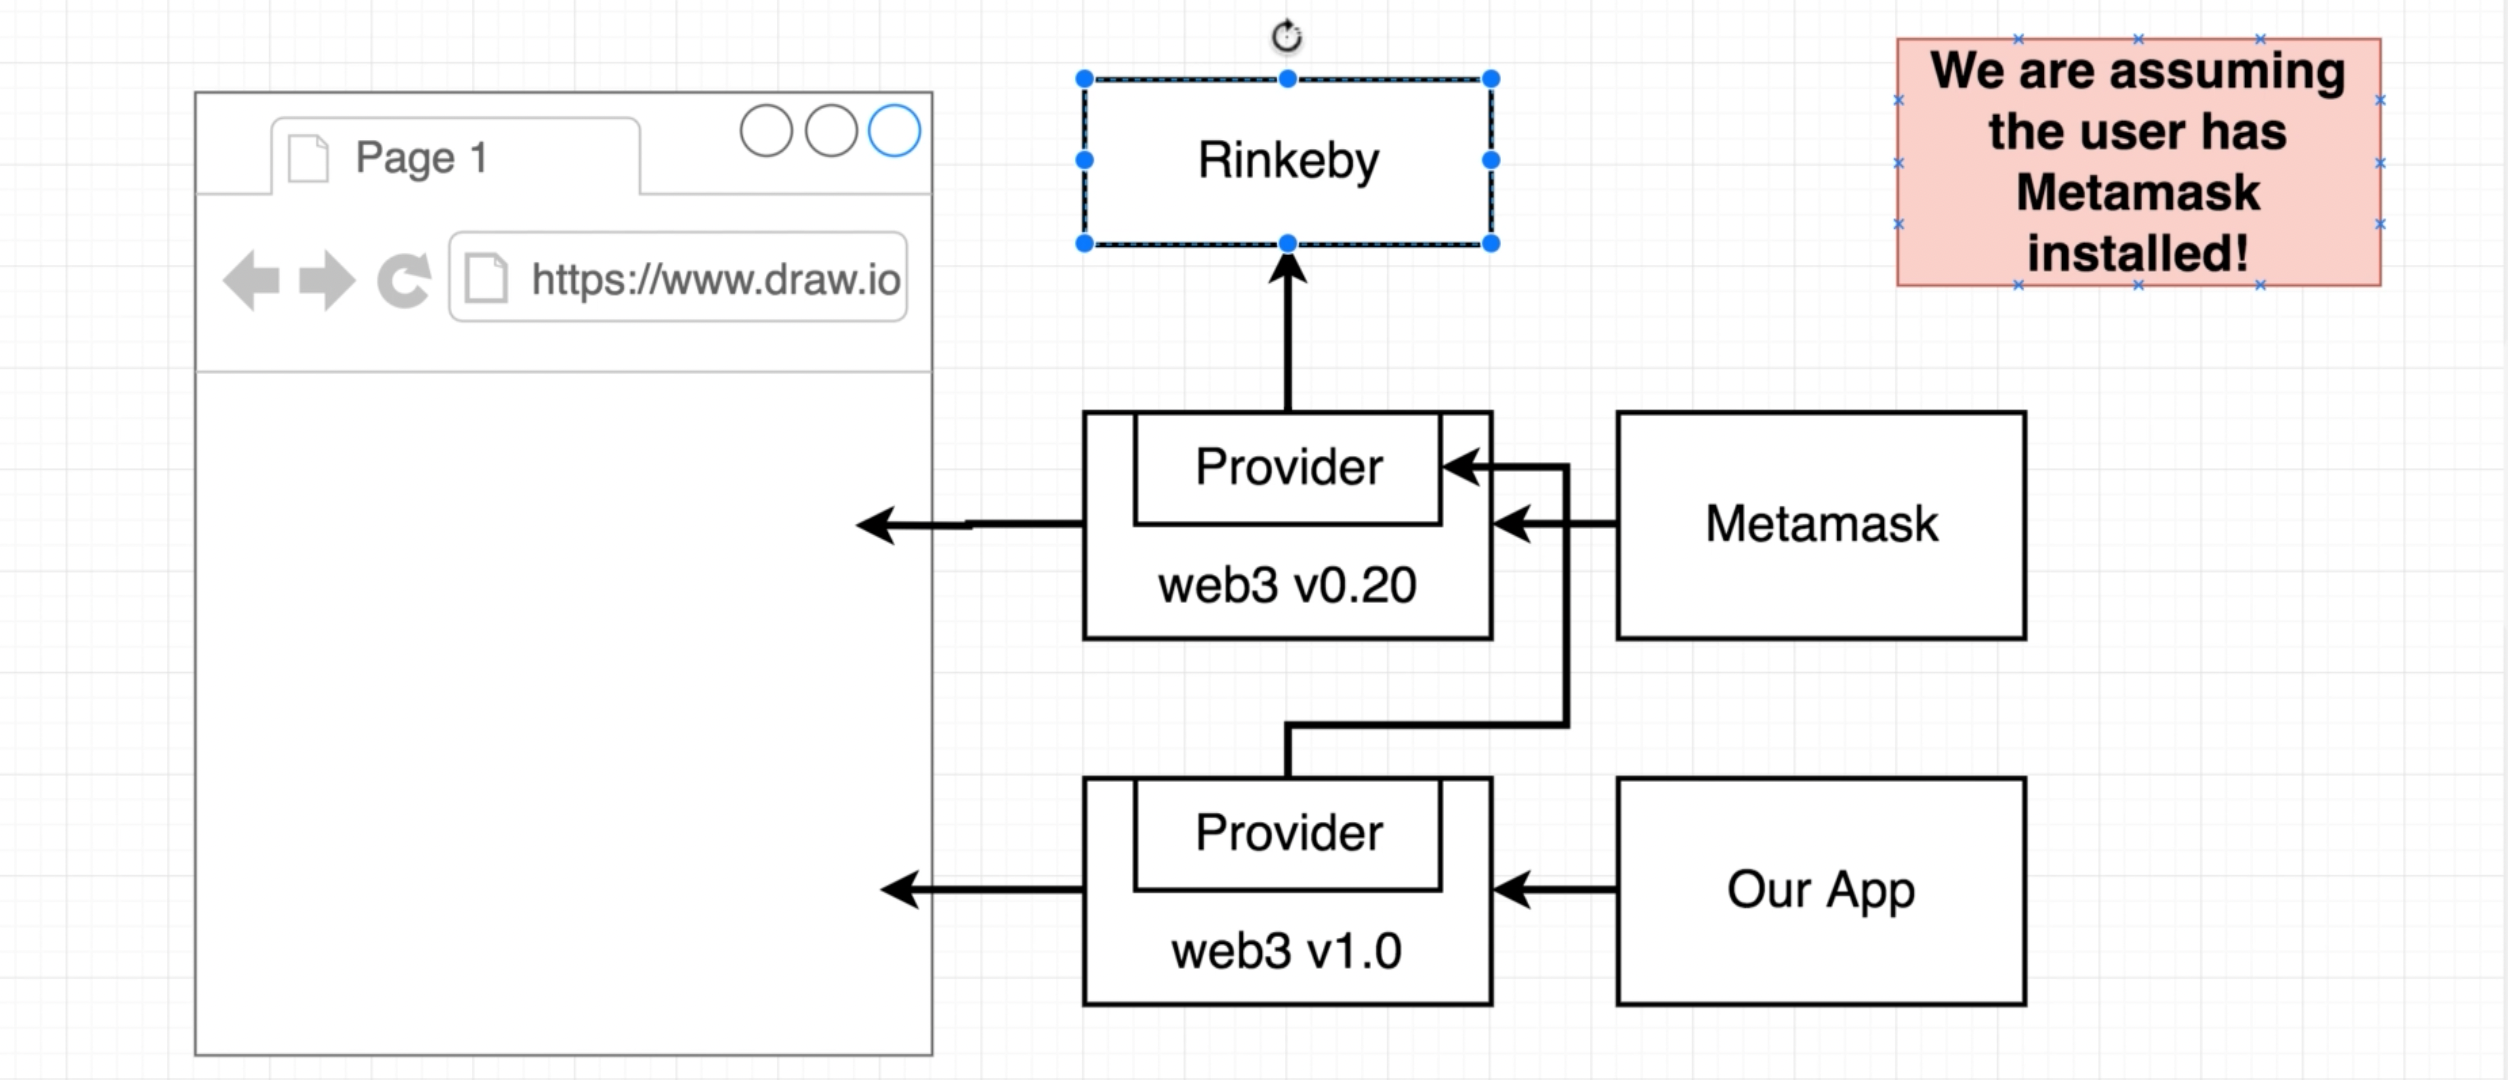 Page 1
https://www.draw.io
Rinkeby
We are assuming
the user has
Metamask
installed!
Provider
web3 v0.20
Metamask
Provider
web3 v1.0
Our App